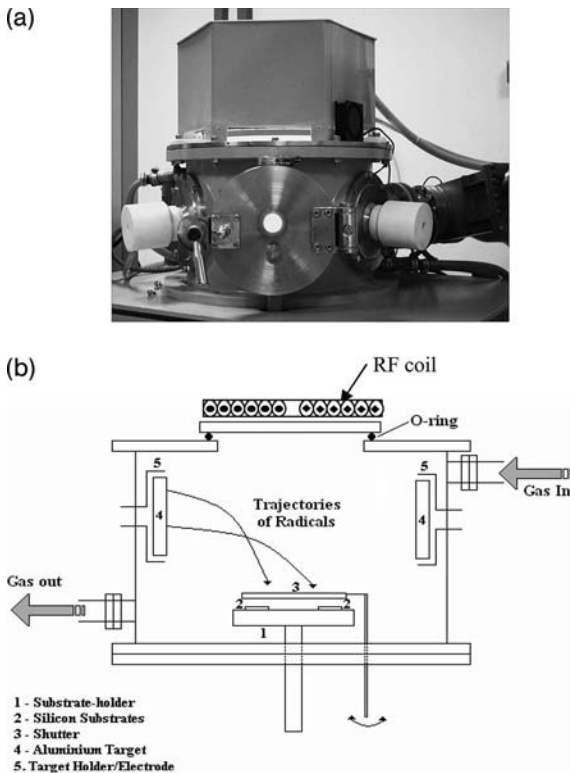 (a)
(b)
RF coil
O-ring
5
5
Gas In
4
4
Trajectories
of Radicals
Gas out
3
2
2
1
1 - Substrate-holder
2 - Silicon Substrates
3 - Shutter
4 - Aluminium Target
5. Target Holder/Electrode